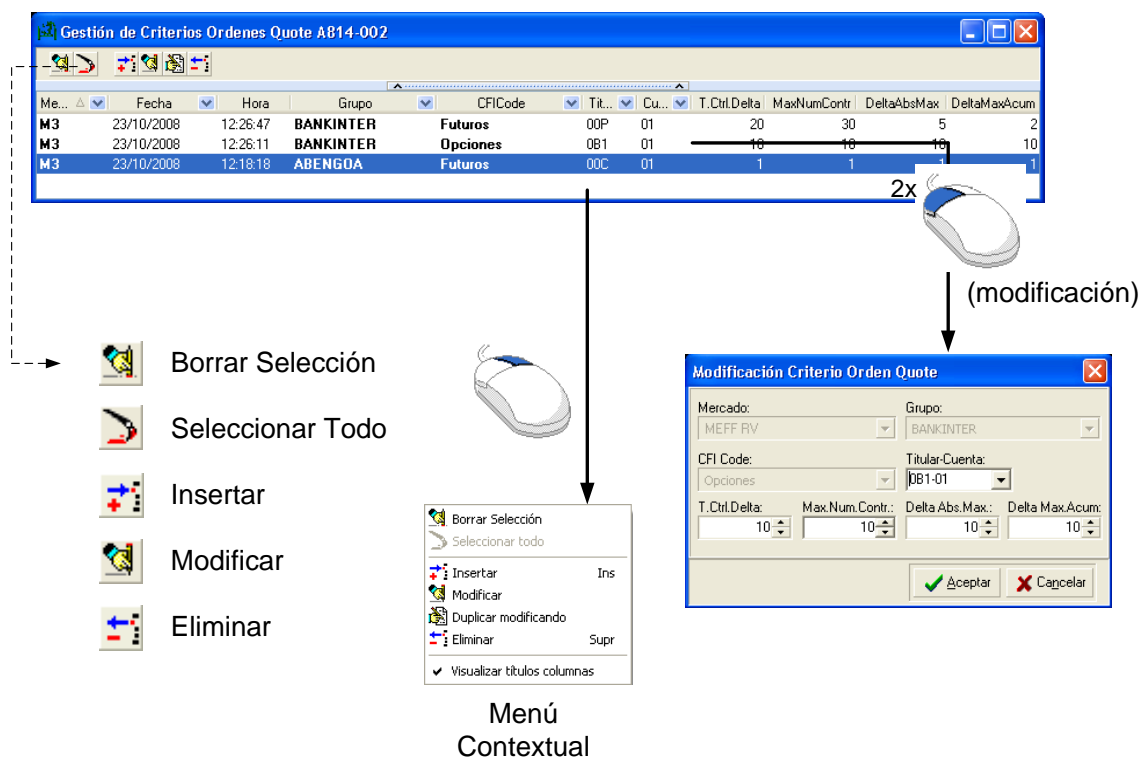 Gestión de Criterios Ordenes Quote A814-002
Me... Fecha Hora Grupo CFICode Tit... Cu... T.Ctrl.Delta MaxNumContr DeltaAbsMax DeltaMaxAcum
M3 23/10/2008 12:26:47 BANKINTER Futuros 00P 01 20 30 5 2
M3 23/10/2008 12:26:11 BANKINTER Opciones 0B1 01 10 10 10 10
M3 23/10/2008 12:18:18 ABENGOA Futuros 00C 01 1 1 1 1
2x
(modificación)
Borrar Selección
Seleccionar Todo
Insertar
Modificar
Eliminar
Borrar Selección
Seleccionar todo
Insertar Ins
Modificar
Duplicar modificando
Eliminar Supr
Visualizar títulos columnas
Menú
Contextual
Modificación Criterio Orden Quote
Mercado: Grupo:
MEFF RV BANKINTER
CFI Code: Titular-Cuenta:
Opciones 0B1-01
T.Ctrl.Delta: Max.Num.Contr.: Delta Abs.Max.: Delta Max.Acum:
10 10 10 10
Aceptar Cancelar